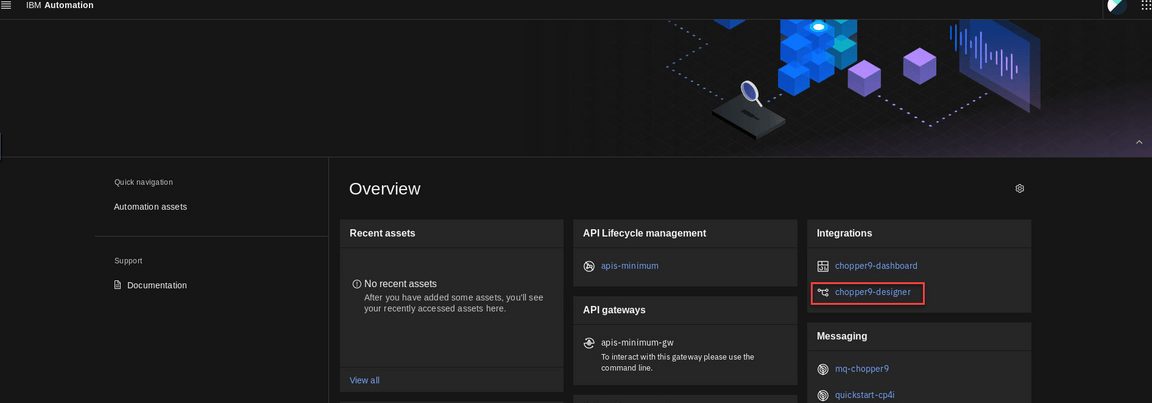 IBM Automation
Quick navigation
Automation assets
Support
Documentation
Overview
Recent assets
No recent assets
After you have added some assets, you'll see
your recently accessed assets here.
View all
API Lifecycle management
apis-minimum
API gateways
apis-minimum-gw
To interact with this gateway please use the
command line.
Integrations
chopper9-dashboard
chopper9-designer
Messaging
mq-chopper9
quickstart-cp4i